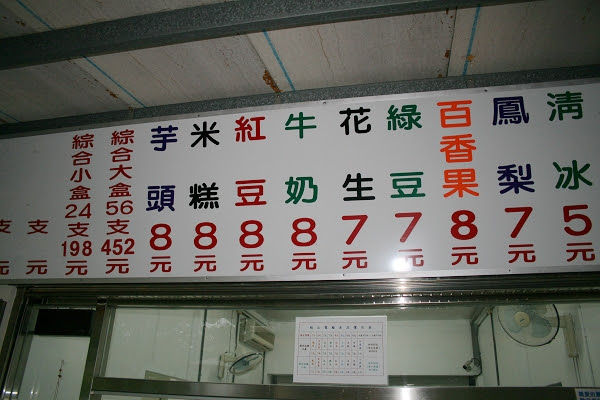 清冰5元
鳳梨7元
百香果8元
綠豆7元
花生7元
牛奶8元
紅豆8元
米糕8元
芋頭8元
綜合大盒56支452元
綜合小盒24支198元
支元
支元